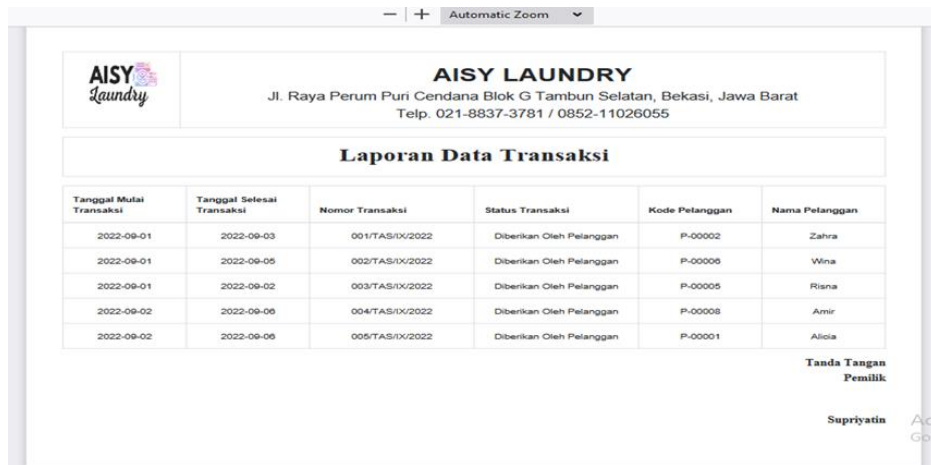 Automatic Zoom
AISY
Laundry
AISY LAUNDRY
Jl. Raya Perum Puri Cendana Blok G Tambun Selatan, Bekasi, Jawa Barat
Telp. 021-8837-3781 / 0852-11026055
Laporan Data Transaksi
Tanggal Mulai Transaksi Tanggal Selesai Transaksi Nomor Transaksi Status Transaksi Kode Pelanggan Nama Pelanggan
2022-09-01 2022-09-03 001/TAS/IX/2022 Diberikan Oleh Pelanggan P-00002 Zahra
2022-09-01 2022-09-05 002/TAS/IX/2022 Diberikan Oleh Pelanggan P-00006 Wina
2022-09-01 2022-09-02 003/TAS/IX/2022 Diberikan Oleh Pelanggan P-00005 Risna
2022-09-02 2022-09-06 004/TAS/IX/2022 Diberikan Oleh Pelanggan P-00008 Amir
2022-09-02 2022-09-06 005/TAS/IX/2022 Diberikan Oleh Pelanggan P-00001 Alicia
Tanda Tangan
Pemilik
Supriyatin